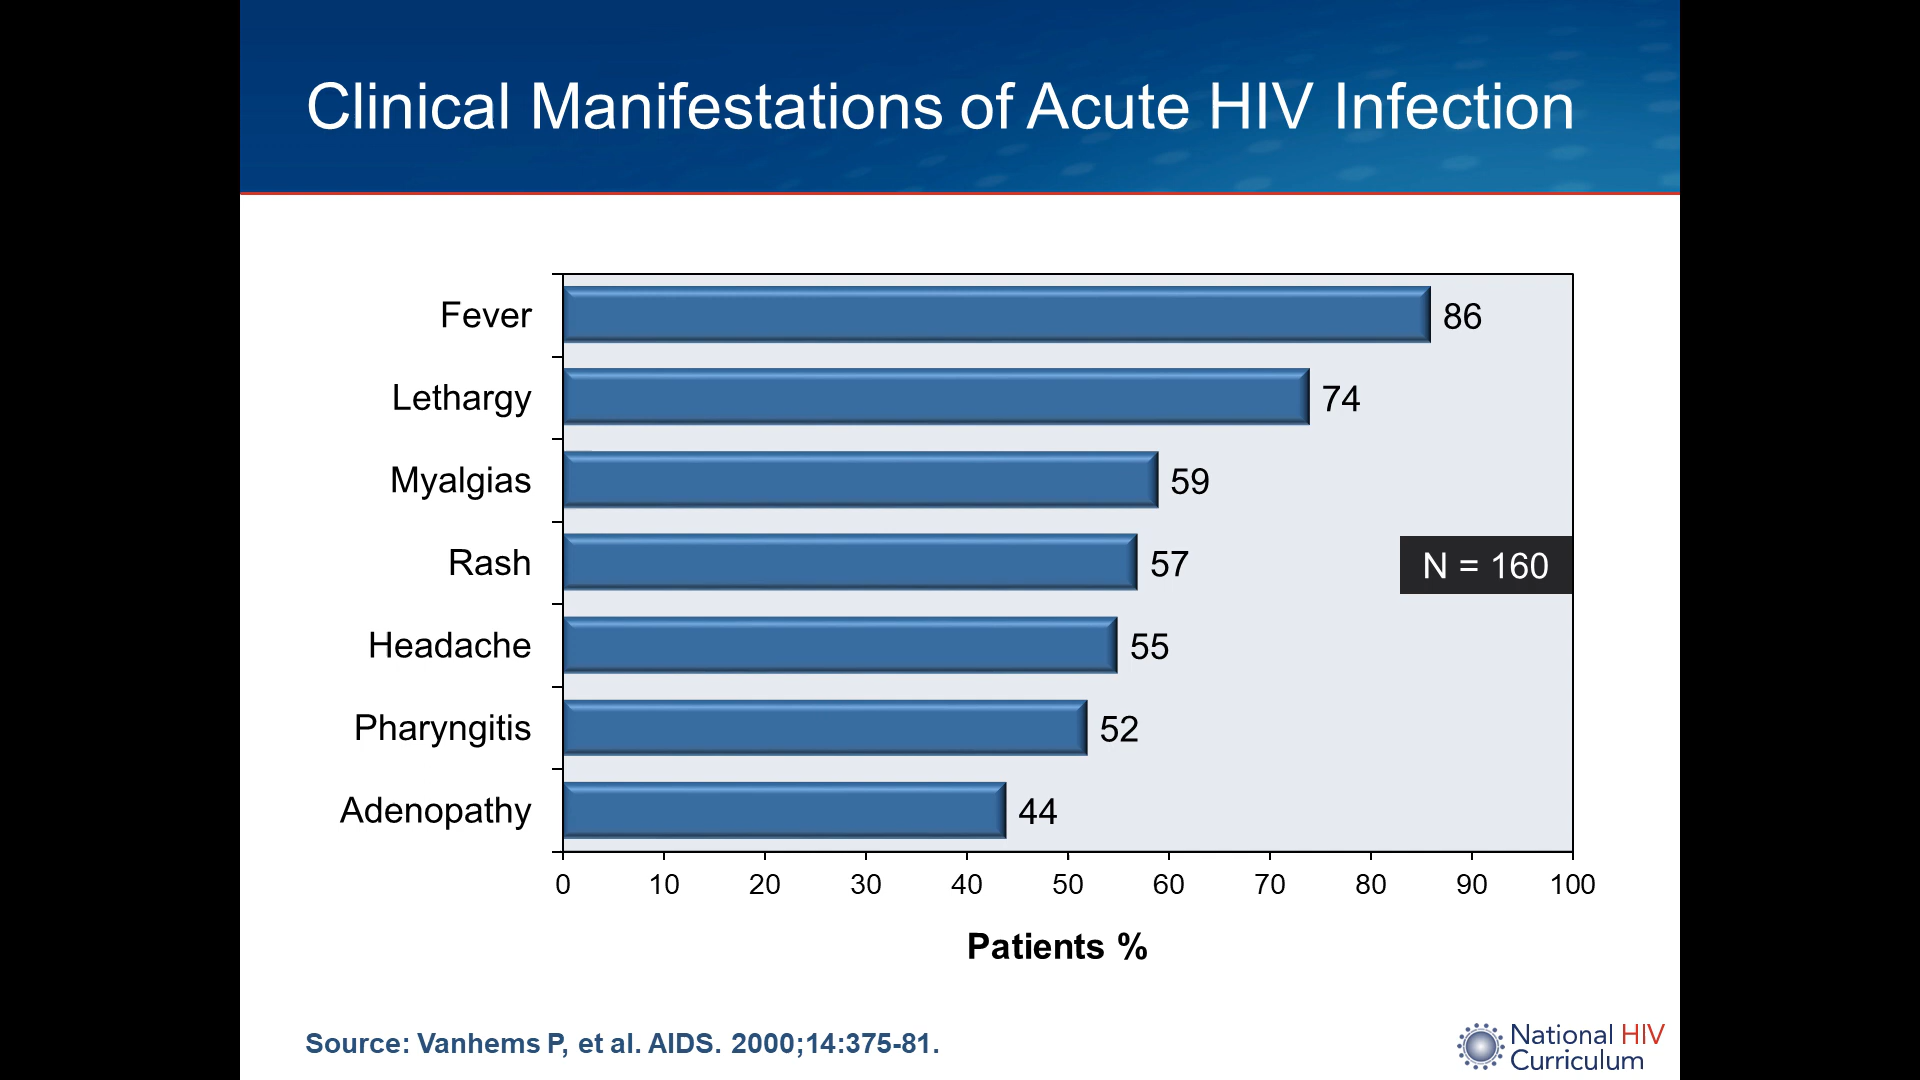 Clinical Manifestations of Acute HIV Infection
Fever 86
Lethargy 74
Myalgias 59
Rash 57
N = 160
Headache 55
Pharyngitis 52
Adenopathy 44
0 10 20 30 40 50 60 70 80 90 100
Patients %
Source: Vanhems P, et al. AIDS. 2000;14:375-81.
National HIV
Curriculum